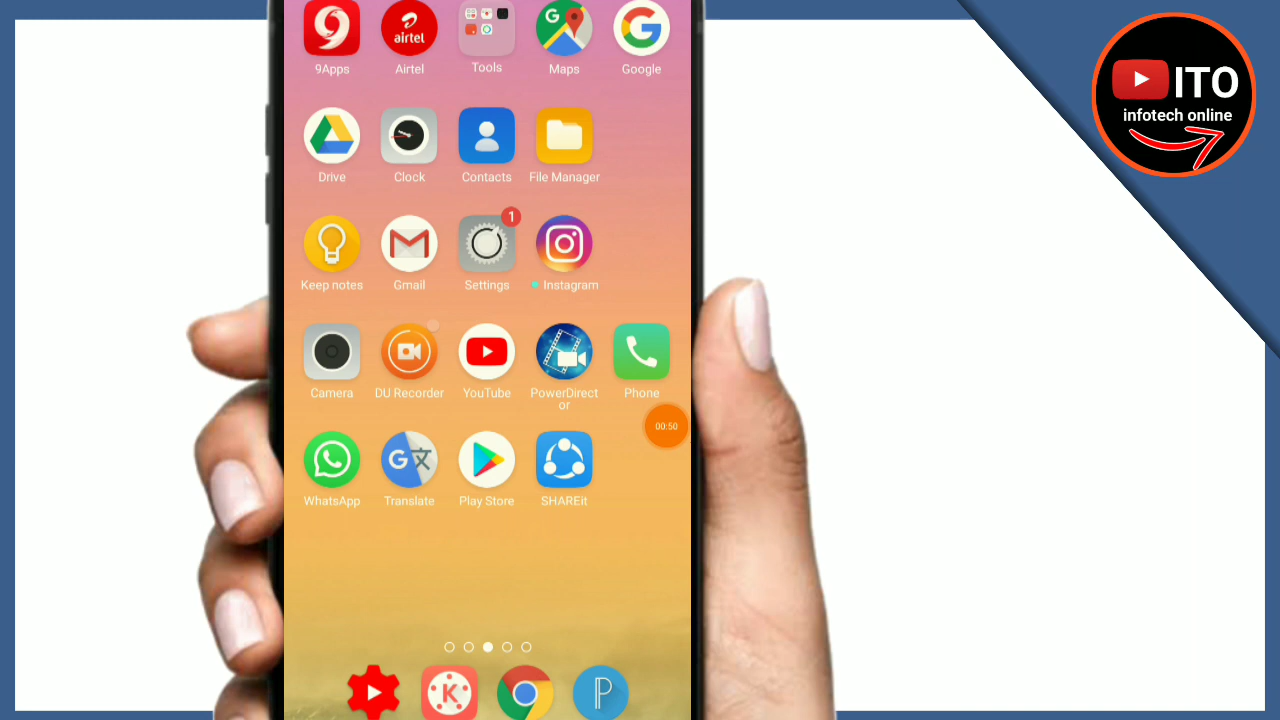 ITO
infotech online
9Apps
Airtel
Tools
Maps
Google
airtel
Drive
Clock
Contacts
File Manager
1
Keep notes
Gmail
Settings
Instagram
Camera
DU Recorder
YouTube
PowerDirect
or
Phone
00:50
WhatsApp
Translate
Play Store
SHAREit